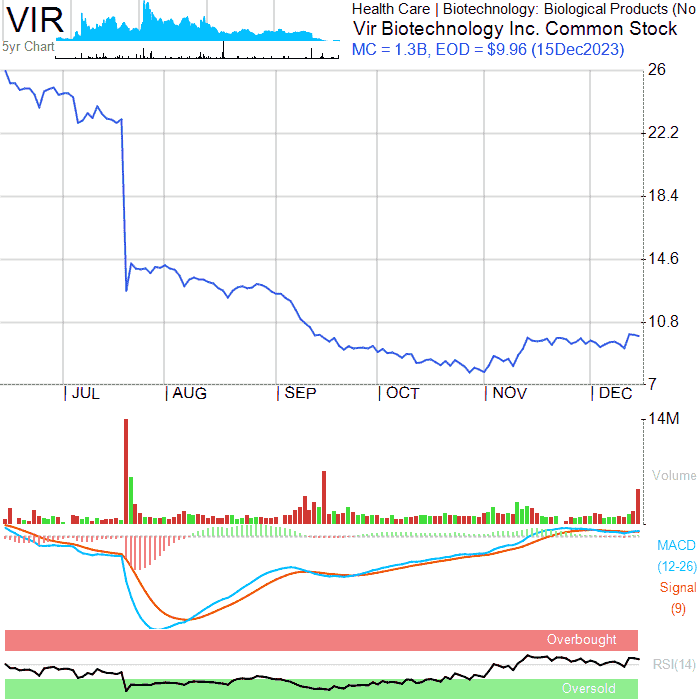 VIR
5yr Chart
Health Care | Biotechnology: Biological Products (No
Vir Biotechnology Inc. Common Stock
MC = 1.3B, EOD = $9.96 (15Dec2023)
26
22.2
18.4
14.6
10.8
7
JUL
AUG
SEP
OCT
NOV
DEC
14M
Volume
MACD
(12-26)
Signal
(9)
Overbought
RSI(14)
Oversold